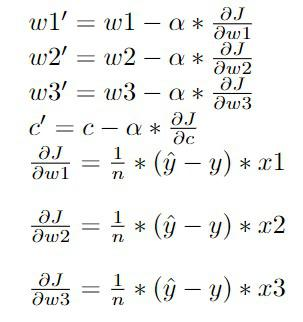 w1′ = w1 − α ∗ ∂J/∂w1
w2′ = w2 − α ∗ ∂J/∂w2
w3′ = w3 − α ∗ ∂J/∂w3
c′ = c − α ∗ ∂J/∂c
∂J/∂w1 = 1/n ∗ (ŷ − y) ∗ x1
∂J/∂w2 = 1/n ∗ (ŷ − y) ∗ x2
∂J/∂w3 = 1/n ∗ (ŷ − y) ∗ x3